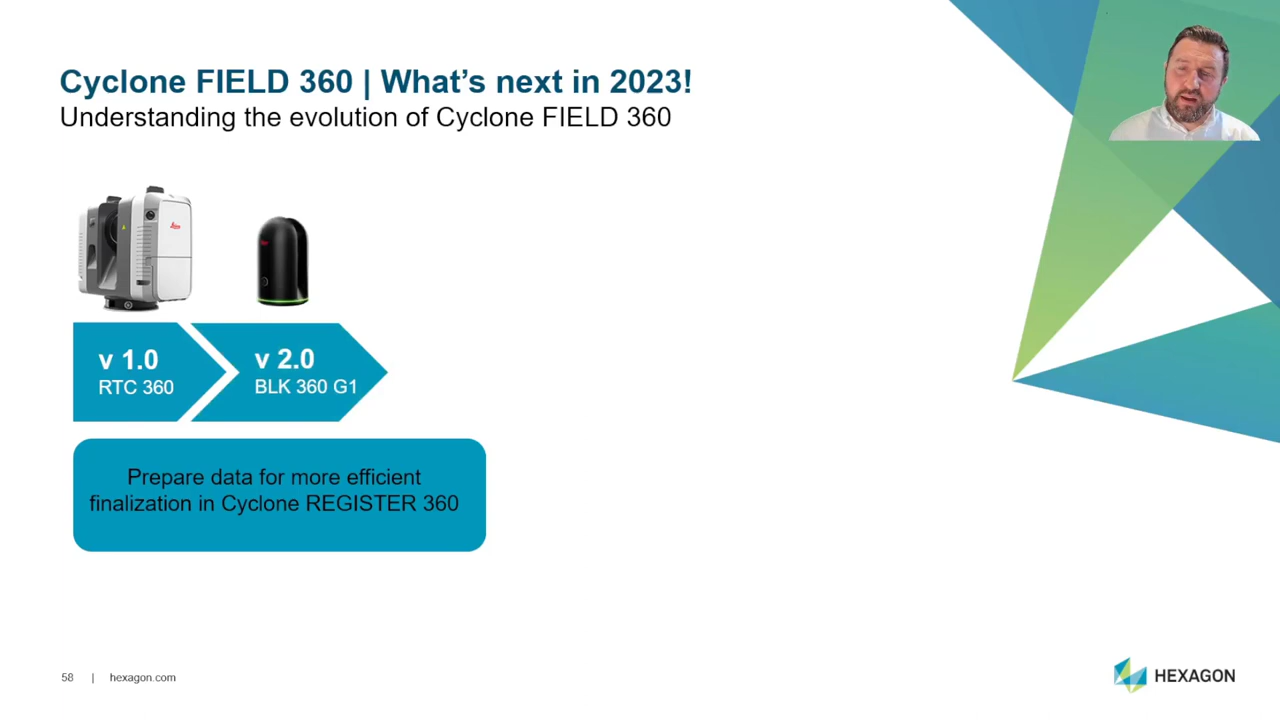 Cyclone FIELD 360 | What's next in 2023!
Understanding the evolution of Cyclone FIELD 360
v 1.0
RTC 360
v 2.0
BLK 360 G1
Prepare data for more efficient
finalization in Cyclone REGISTER 360
58 | hexagon.com
HEXAGON